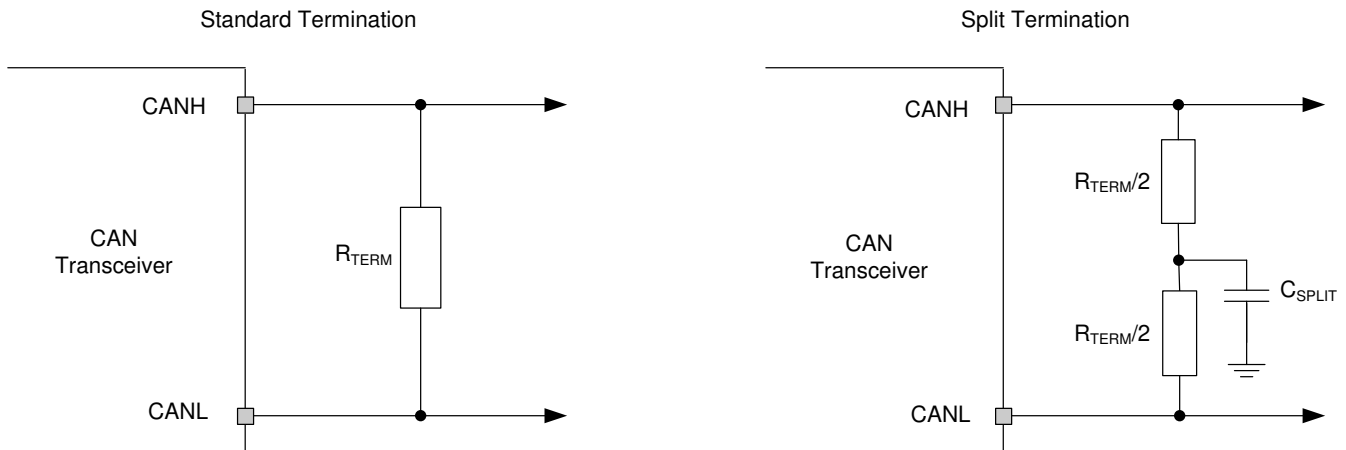 Standard Termination
CANH
CAN
Transceiver
R_TERM
CANL
Split Termination
CANH
R_TERM/2
CAN
Transceiver
C_SPLIT
R_TERM/2
CANL